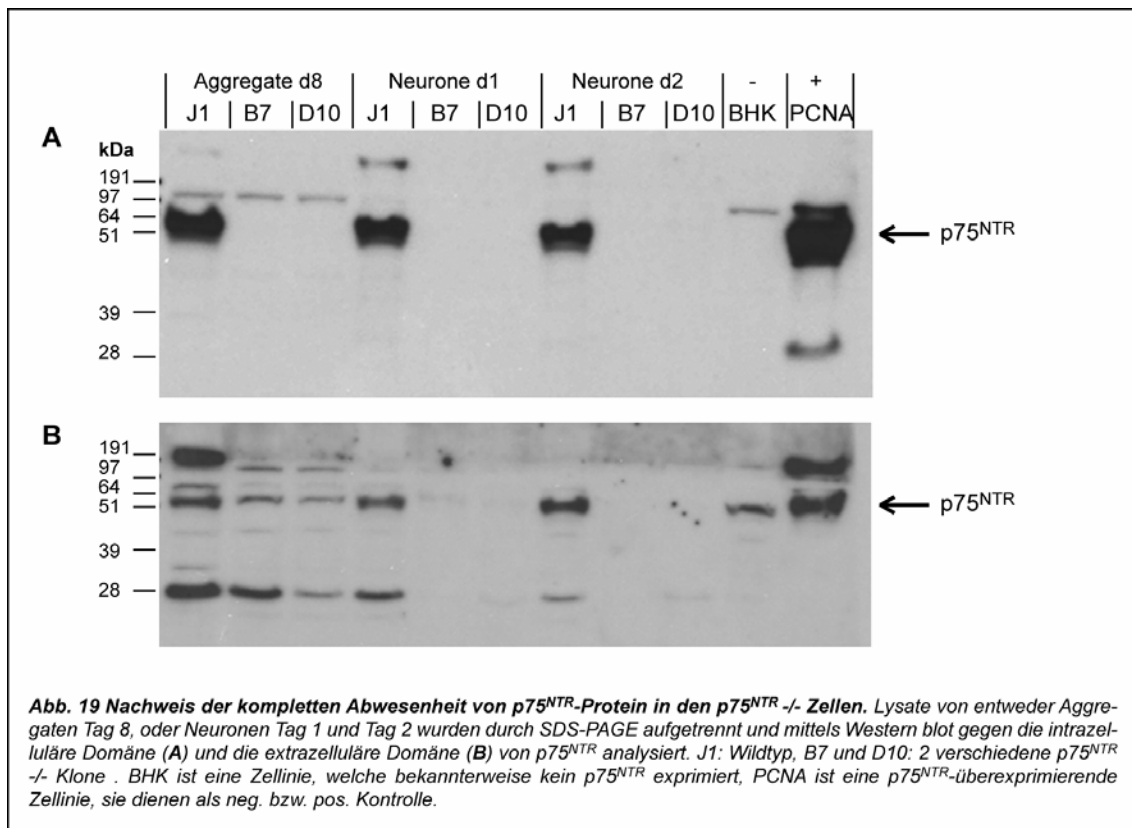 Aggregate d8 Neurone d1 Neurone d2 - +
J1 B7 D10 J1 B7 D10 J1 B7 D10 BHK PCNA
A
kDa
191
97
64
51
39
28
p75NTR
B
191
97
64
51
39
28
p75NTR
Abb. 19 Nachweis der kompletten Abwesenheit von p75NTR-Protein in den p75NTR -/- Zellen. Lysate von entweder Aggre-
gaten Tag 8, oder Neuronen Tag 1 und Tag 2 wurden durch SDS-PAGE aufgetrennt und mittels Western blot gegen die intrazel-
luläre Domäne (A) und die extrazelluläre Domäne (B) von p75NTR analysiert. J1: Wildtyp, B7 und D10: 2 verschiedene p75NTR
-/- Klone . BHK ist eine Zellinie, welche bekannterweise kein p75NTR exprimiert, PCNA ist eine p75NTR-überexprimierende
Zellinie, sie dienen als neg. bzw. pos. Kontrolle.